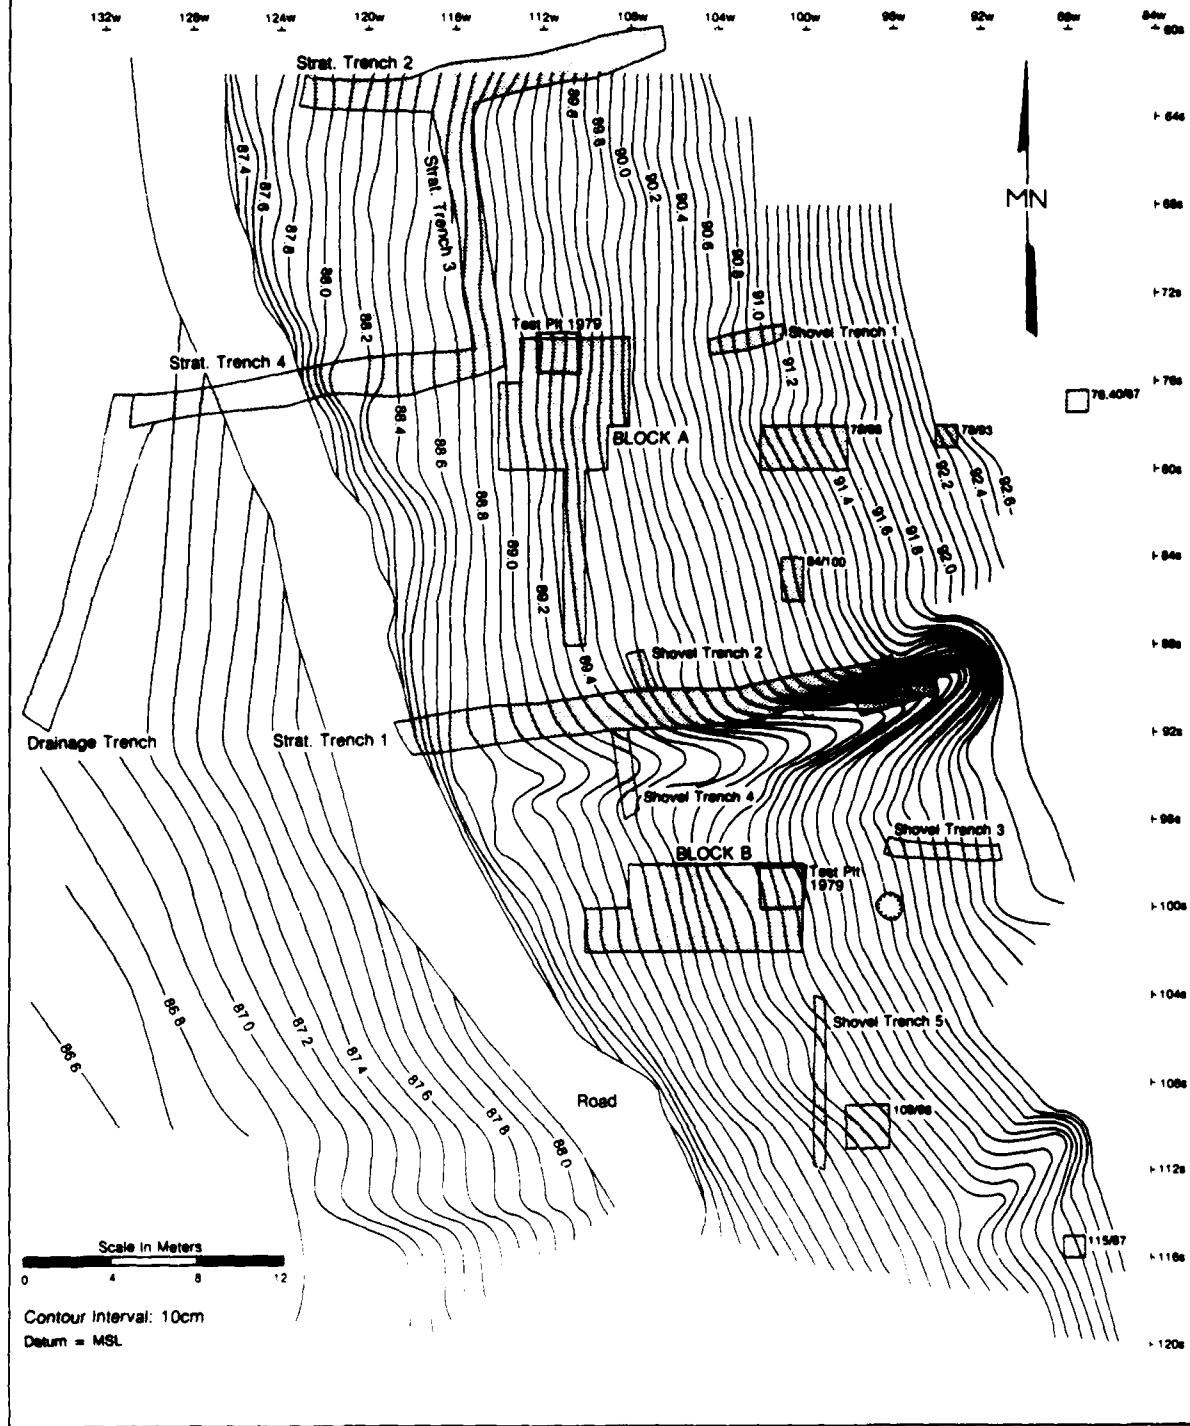 132w 124w 120w 116w 112w 108w 104w 100w 96w 92w 88w 84w
60s
Strat. Trench 2
89.6
89.8
64s
87.4
90.0
87.6
90.2
Strat. Trench 3
90.4
MN
68s
87.8
90.6
88.0
90.8
72s
91.0
88.2
Test Pit 1979
Shovel Trench 1
Strat. Trench 4
91.2
76s
76.40/87
88.4
BLOCK A
78/93
88.6
80s
92.2
92.4
92.6
91.4
88.8
91.6
89.0
91.8
92.0
84s
84/100
89.2
88s
Shovel Trench 2
89.4
92s
Drainage Trench
Strat. Trench 1
Shovel Trench 4
96s
Shovel Trench 3
BLOCK B
Test Pit
1979
100s
104s
Shovel Trench 5
86.6
86.8
87.0
87.2
87.4
87.6
87.8
88.0
Road
108s
109/98
112s
115/87
116s
Scale in Meters
0 4 8 12
Contour Interval: 10cm
Datum = MSL
120s